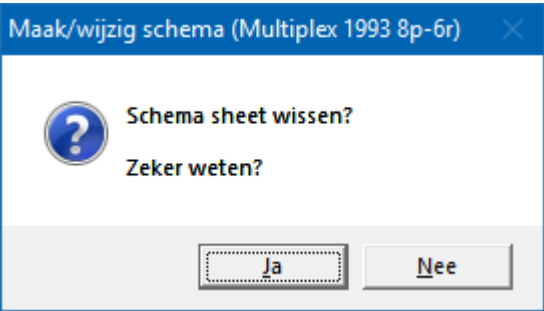 Maak/wijzig schema (Multiplex 1993 8p-6r)
Schema sheet wissen?
Zeker weten?
Ja
Nee